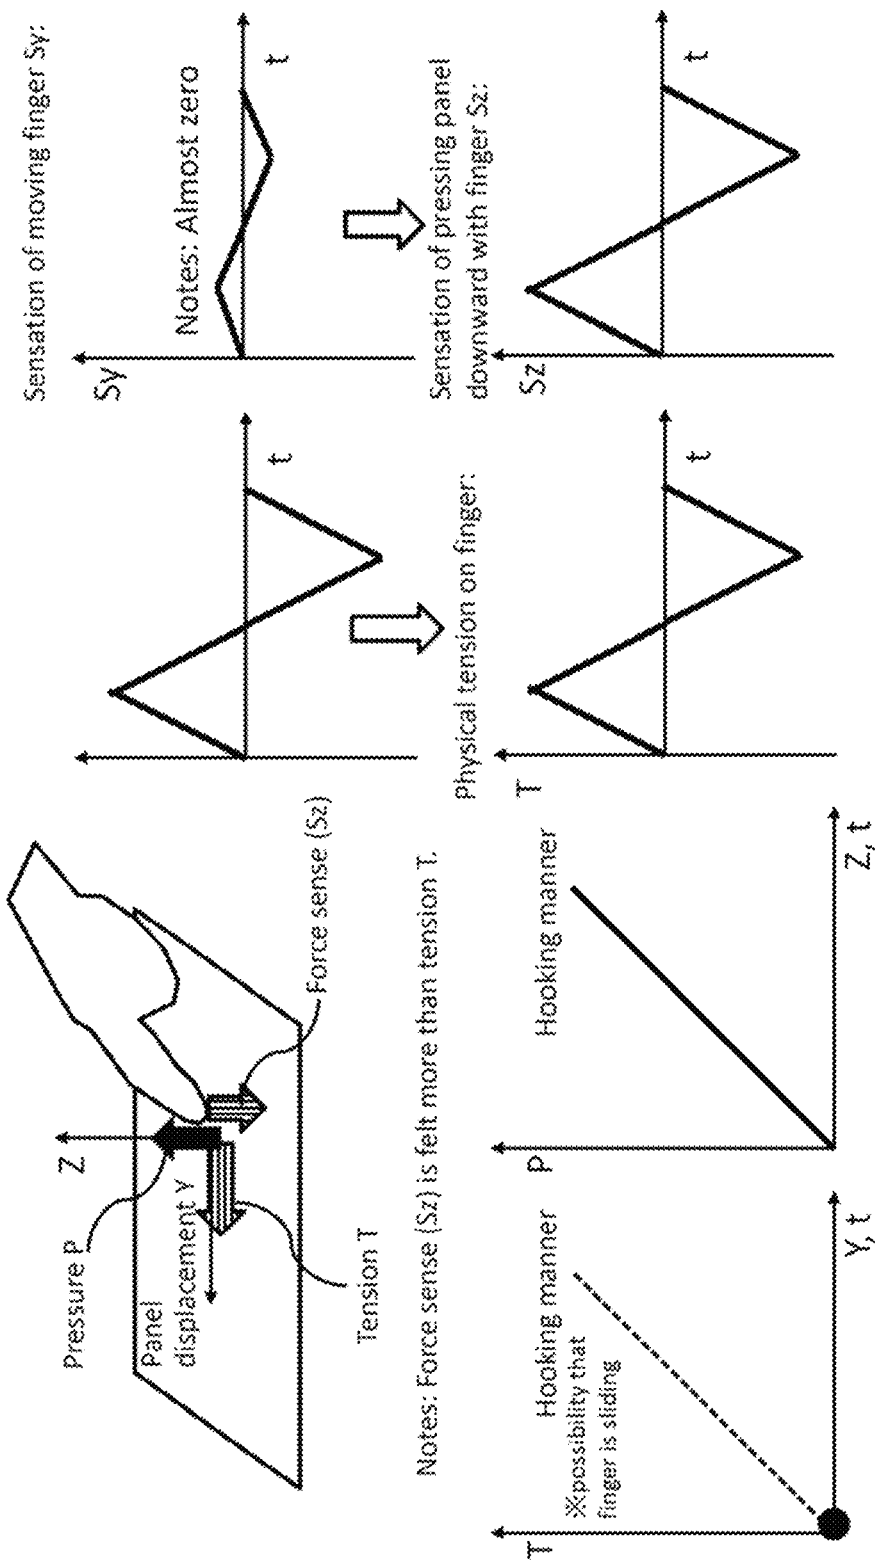 Pressure P
Z
Panel
displacement Y
Tension T
Force sense (Sz)
Notes: Force sense (Sz) is felt more than tension T.
t
Sensation of moving finger Sy:
Sy
Notes: Almost zero
t
T
Hooking manner
※possibility that
finger is sliding
Y, t
P
Hooking manner
Z, t
Physical tension on finger:
T
t
Sensation of pressing panel
downward with finger Sz:
Sz
t